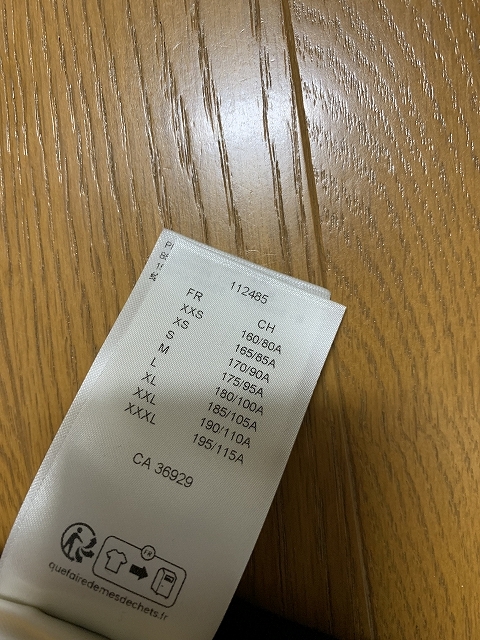 112485
FR CH
XXS 160/80A
XS 165/85A
S 170/90A
M 175/95A
L 180/100A
XL 185/105A
XXL 190/110A
XXXL 195/115A
CA 36929
FR
quefairedemesdechets.fr